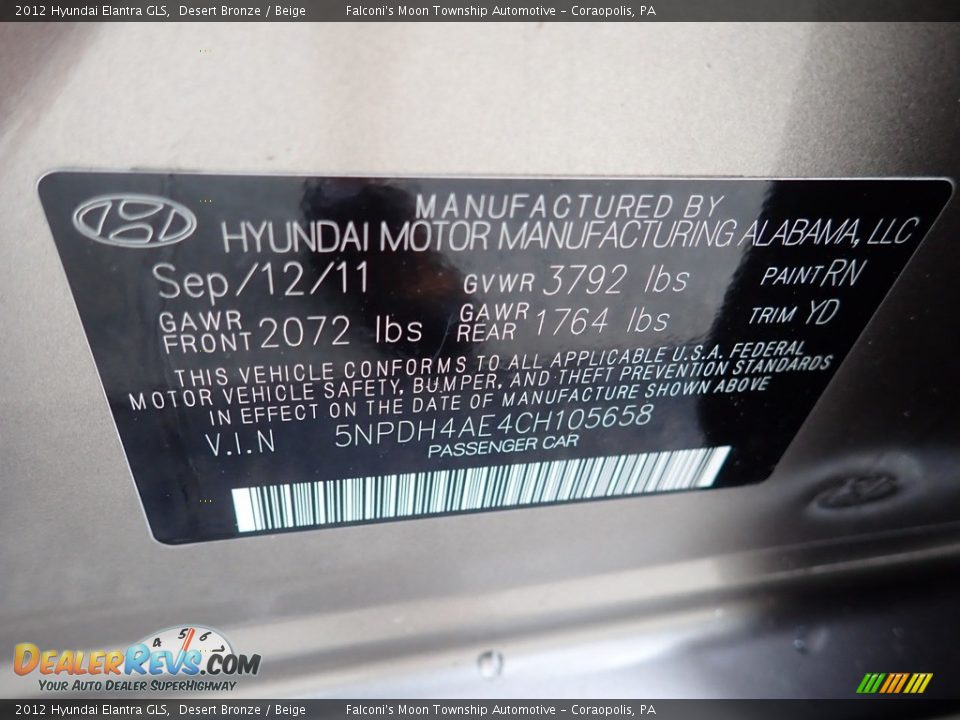 2012 Hyundai Elantra GLS, Desert Bronze / Beige Falconi's Moon Township Automotive - Coraopolis, PA
MANUFACTURED BY
HYUNDAI MOTOR MANUFACTURING ALABAMA, LLC
Sep/12/11 GVWR 3792 lbs PAINT RN
GAWR FRONT 2072 lbs GAWR REAR 1764 lbs TRIM YD
THIS VEHICLE CONFORMS TO ALL APPLICABLE U.S.A. FEDERAL
MOTOR VEHICLE SAFETY, BUMPER, AND THEFT PREVENTION STANDARDS
IN EFFECT ON THE DATE OF MANUFACTURE SHOWN ABOVE
V.I.N 5NPDH4AE4CH105658
PASSENGER CAR
4 5 6
DealerRevs.com
Your Auto Dealer SuperHighway
2012 Hyundai Elantra GLS, Desert Bronze / Beige Falconi's Moon Township Automotive - Coraopolis, PA